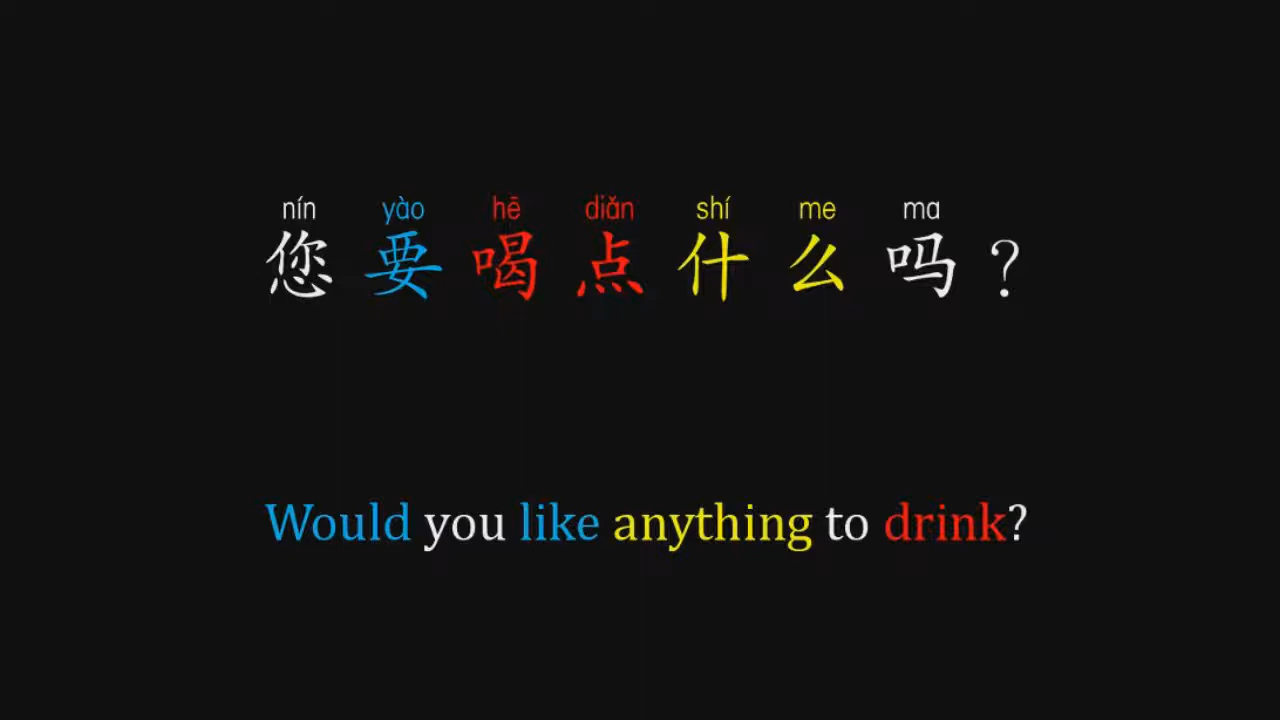 nín yào hē diǎn shí me ma
您要喝点什么吗？
Would you like anything to drink?